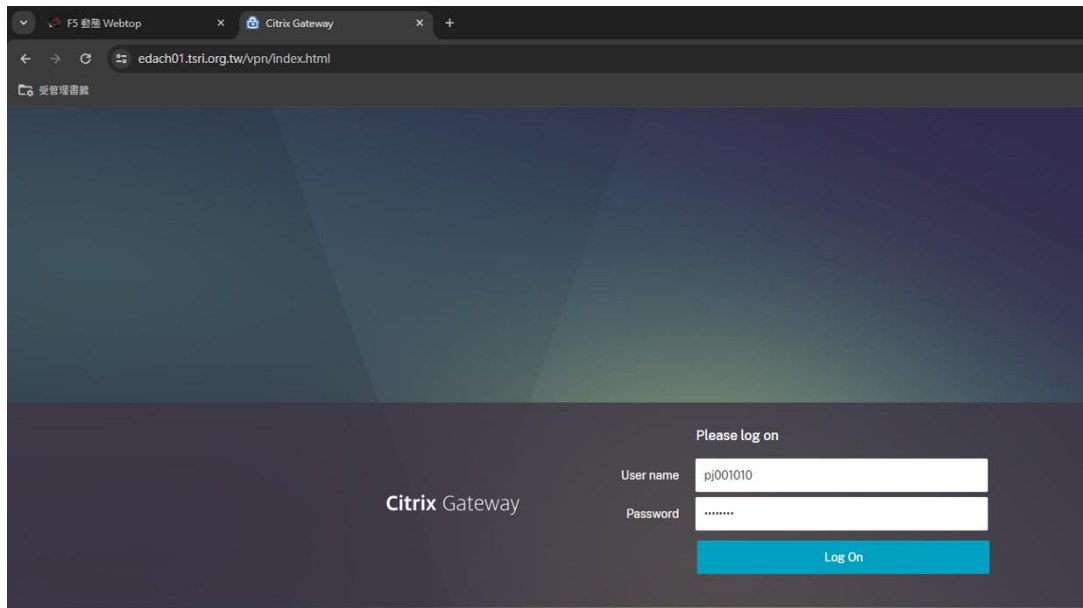 F5 動態 Webtop
Citrix Gateway
edach01.tsri.org.tw/vpn/index.html
受管理書籤
Please log on
User name pj001010
Citrix Gateway
Password ••••••••
Log On